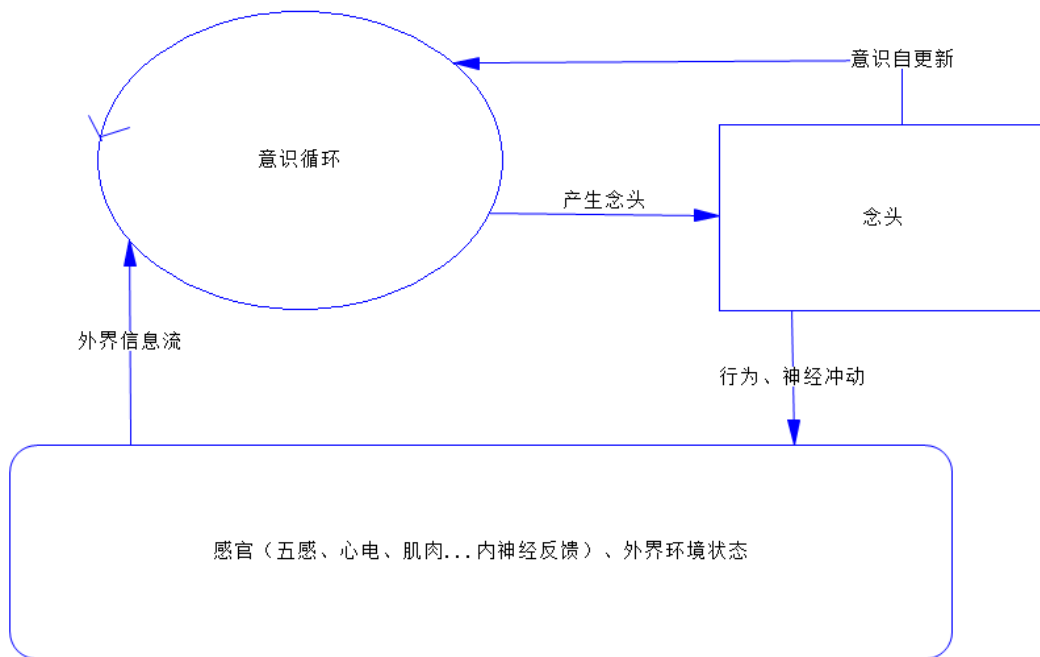 意识自更新
意识循环
产生念头
念头
外界信息流
行为、神经冲动
感官（五感、心电、肌肉...内神经反馈）、外界环境状态